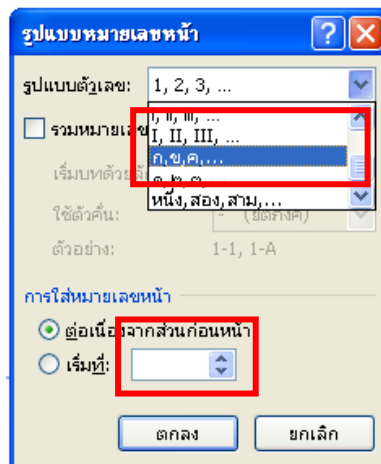 รูปแบบหมายเลขหน้า
รูปแบบตัวเลข: 1, 2, 3, ...
I, II, III, ...
รวมหมายเลข
ก,ข,ค,...
เริ่มบทด้วย
หนึ่ง,สอง,สาม,...
ใช้ตัวคั่น: - (ยัติภังค์)
ตัวอย่าง: 1-1, 1-A
การใส่หมายเลขหน้า
ต่อเนื่องจากส่วนก่อนหน้า
เริ่มที่:
ตกลง ยกเลิก